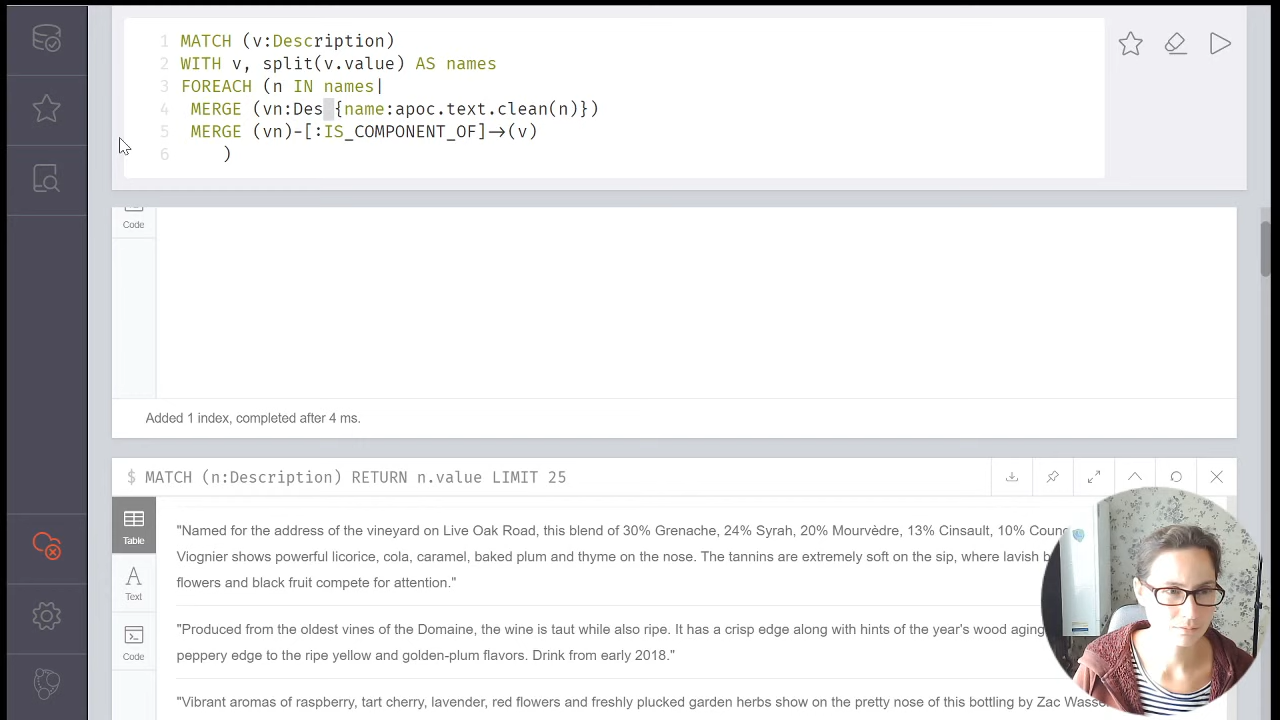 1 MATCH (v:Description)
2 WITH v, split(v.value) AS names
3 FOREACH (n IN names|
4 MERGE (vn:Des {name:apoc.text.clean(n)})
5 MERGE (vn)-[:IS_COMPONENT_OF]->(v)
6 )
Code
Added 1 index, completed after 4 ms.
$ MATCH (n:Description) RETURN n.value LIMIT 25
Table
"Named for the address of the vineyard on Live Oak Road, this blend of 30% Grenache, 24% Syrah, 20% Mourvèdre, 13% Cinsault, 10%
Viognier shows powerful licorice, cola, caramel, baked plum and thyme on the nose. The tannins are extremely soft on the sip, where lavish
flowers and black fruit compete for attention."
Text
"Produced from the oldest vines of the Domaine, the wine is taut while also ripe. It has a crisp edge along with hints of the year's wood aging
peppery edge to the ripe yellow and golden-plum flavors. Drink from early 2018."
Code
"Vibrant aromas of raspberry, tart cherry, lavender, red flowers and freshly plucked garden herbs show on the pretty nose of this bottling by Zac